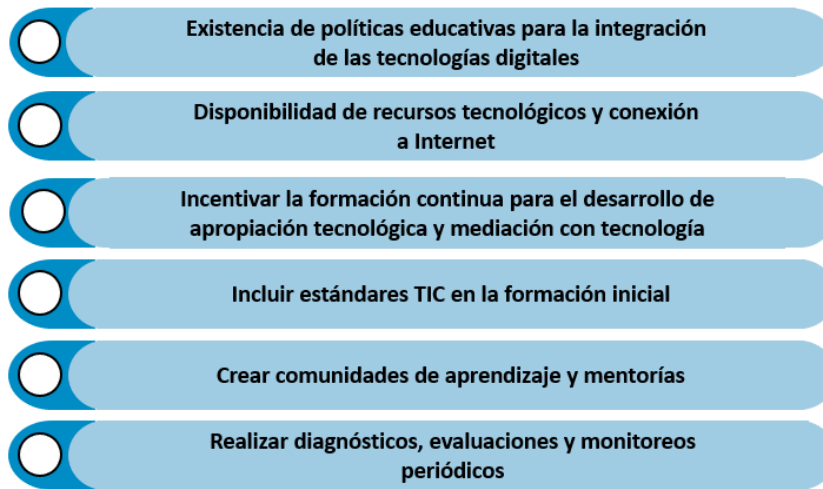 Existencia de políticas educativas para la integración
de las tecnologías digitales
Disponibilidad de recursos tecnológicos y conexión
a Internet
Incentivar la formación continua para el desarrollo de
apropiación tecnológica y mediación con tecnología
Incluir estándares TIC en la formación inicial
Crear comunidades de aprendizaje y mentorías
Realizar diagnósticos, evaluaciones y monitoreos
periódicos